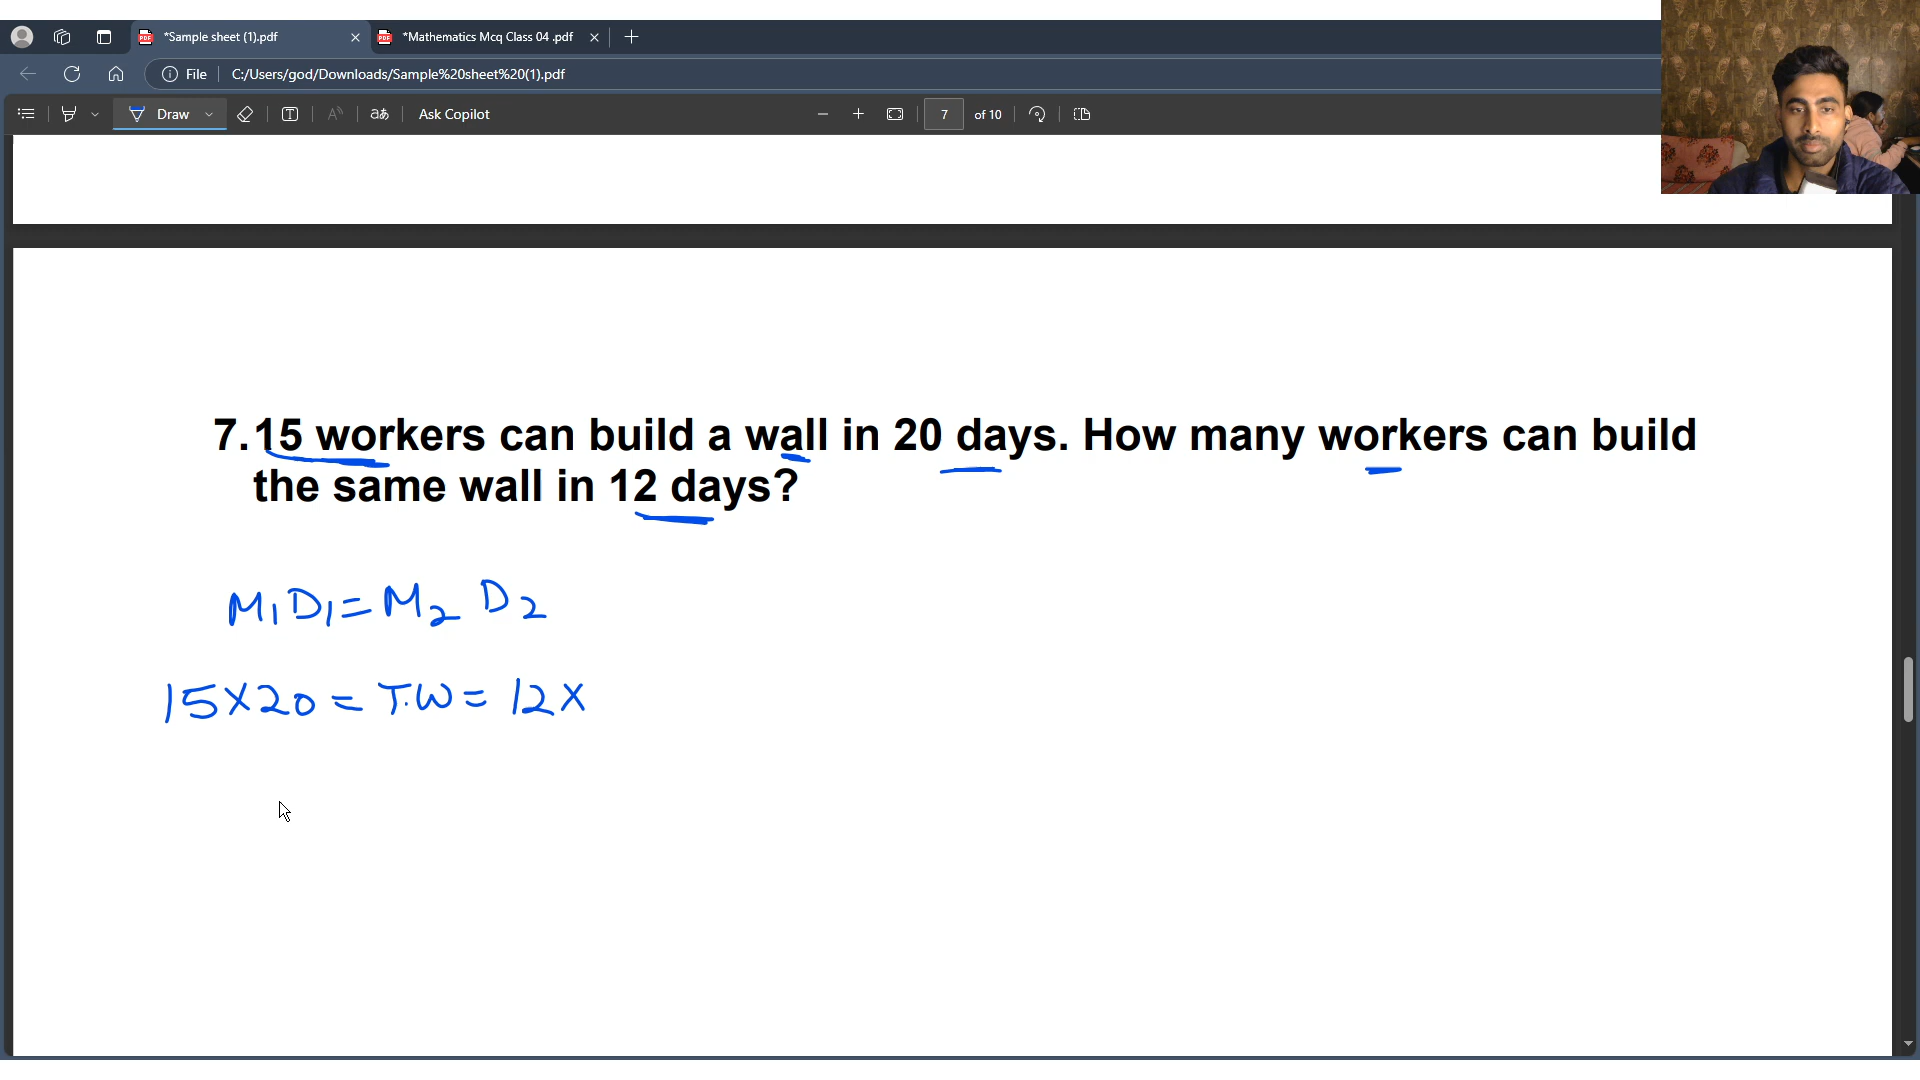 *Sample sheet (1).pdf
*Mathematics Mcq Class 04 .pdf
File C:/Users/god/Downloads/Sample%20sheet%20(1).pdf
Draw T A aあ Ask Copilot 7 of 10
7. 15 workers can build a wall in 20 days. How many workers can build
the same wall in 12 days?
M₁D₁=M₂ D₂
15X20 = T.W = 12X